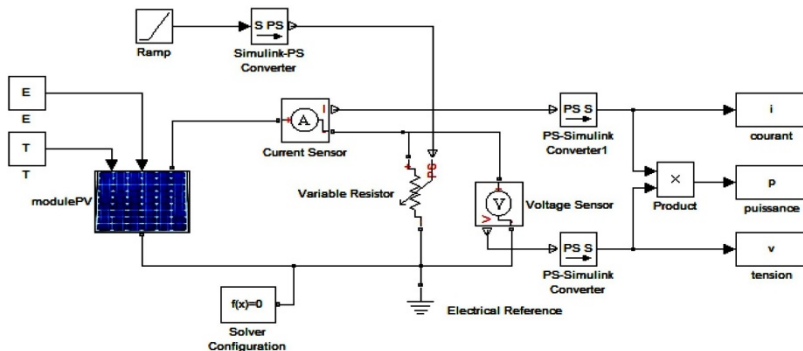 S PS
Ramp
Simulink-PS
Converter
E
E
T
T
modulePV
A
I
Current Sensor
PS S
PS-Simulink
Converter1
i
courant
+
PS
Variable Resistor
+
V
V
Voltage Sensor
×
Product
p
puissance
PS S
PS-Simulink
Converter
v
tension
f(x)=0
Solver
Configuration
Electrical Reference